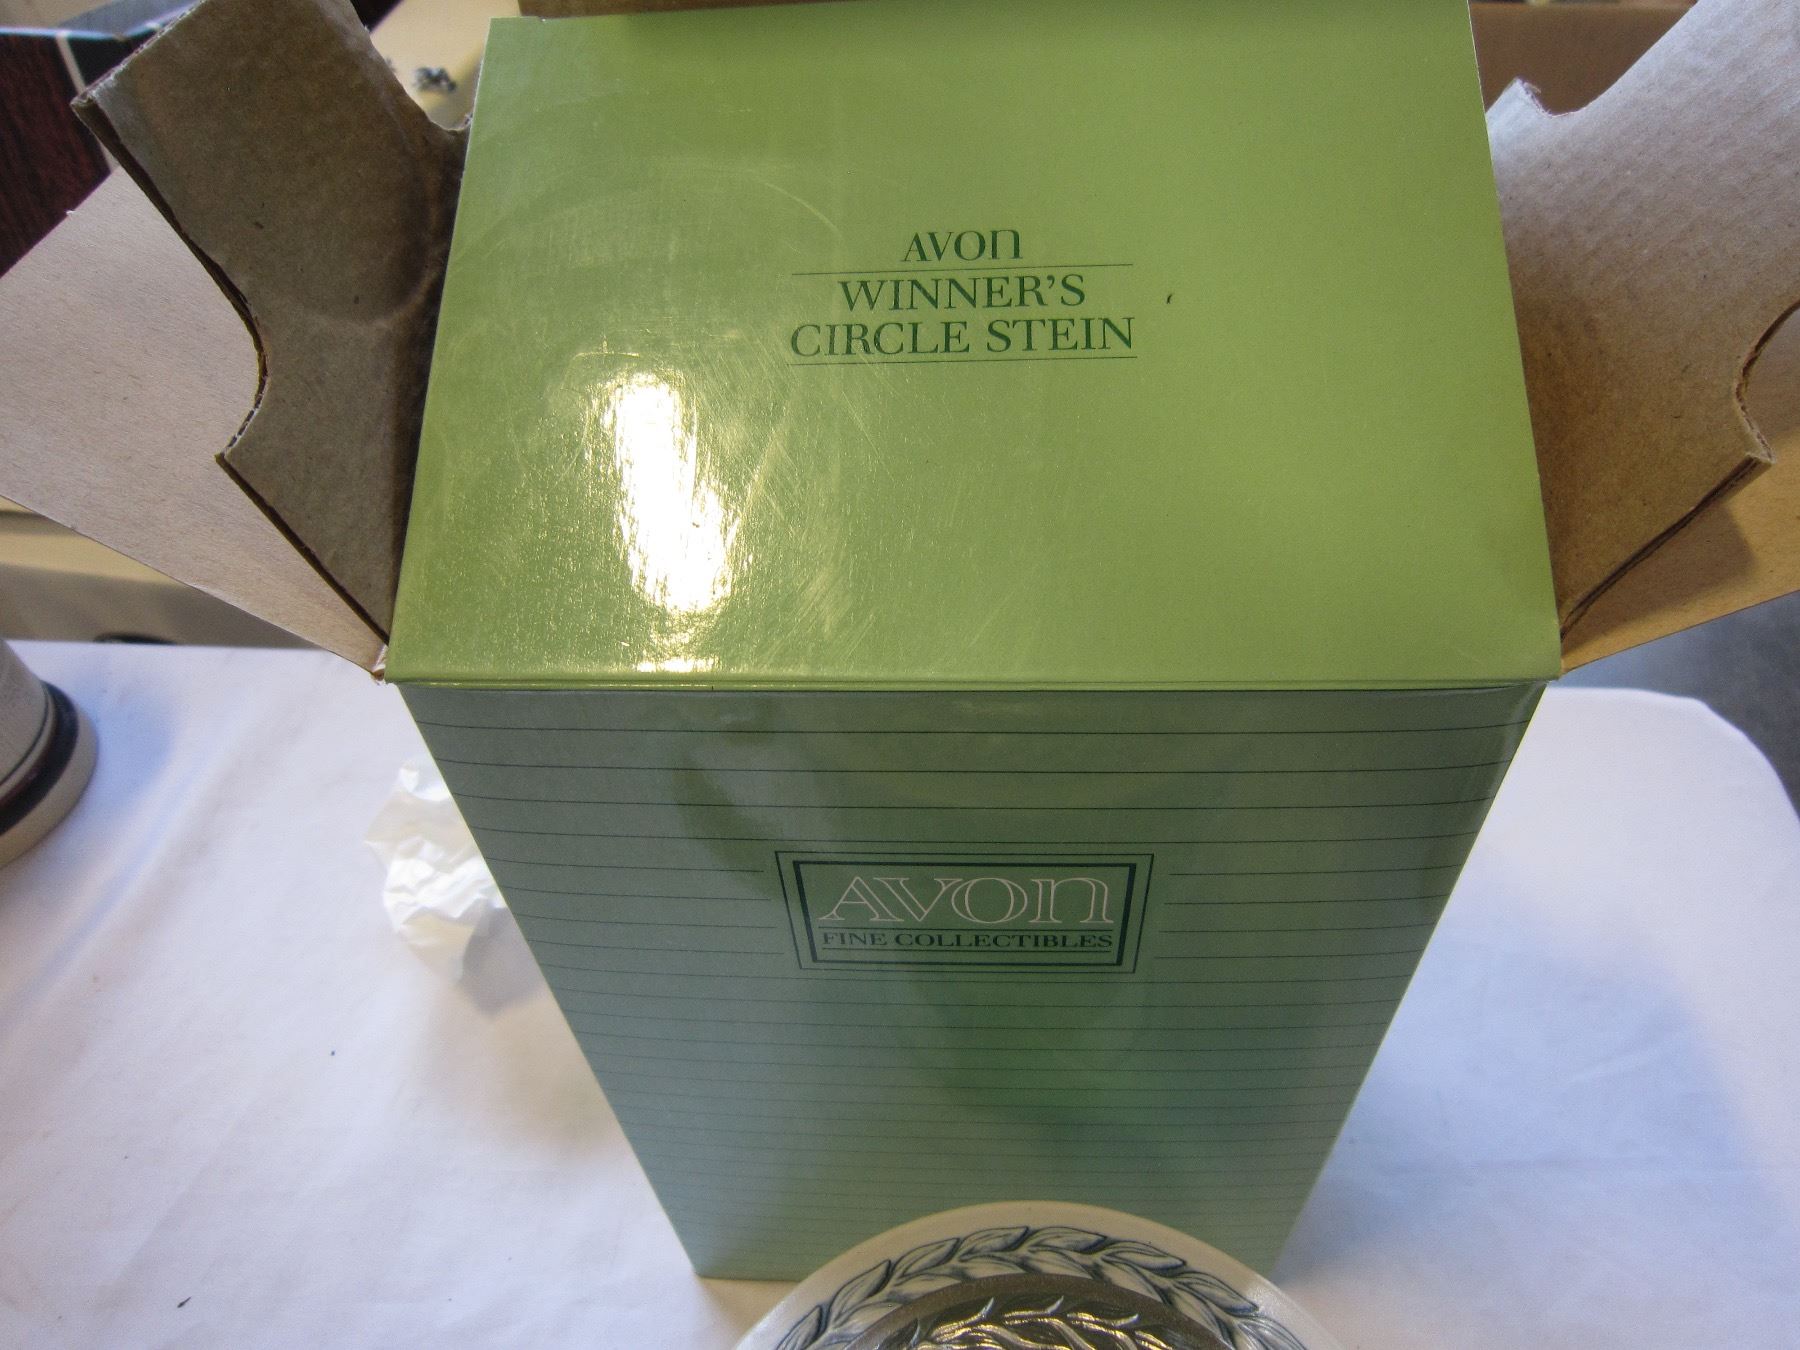 AVON
WINNER'S
CIRCLE STEIN
AVON
FINE COLLECTIBLES